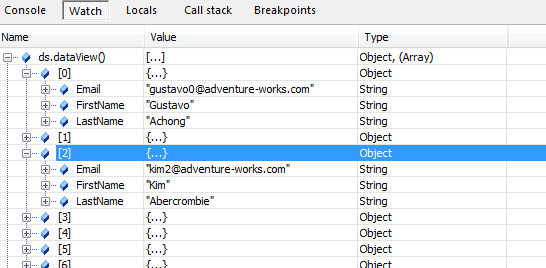 Console Watch Locals Call stack Breakpoints
Name Value Type
ds.dataView() [...] Object, (Array)
[0] {...} Object
Email "gustavo0@adventure-works.com" String
FirstName "Gustavo" String
LastName "Achong" String
[1] {...} Object
[2] {...} Object
Email "kim2@adventure-works.com" String
FirstName "Kim" String
LastName "Abercrombie" String
[3] {...} Object
[4] {...} Object
[5] {...} Object
[6] {...} Object